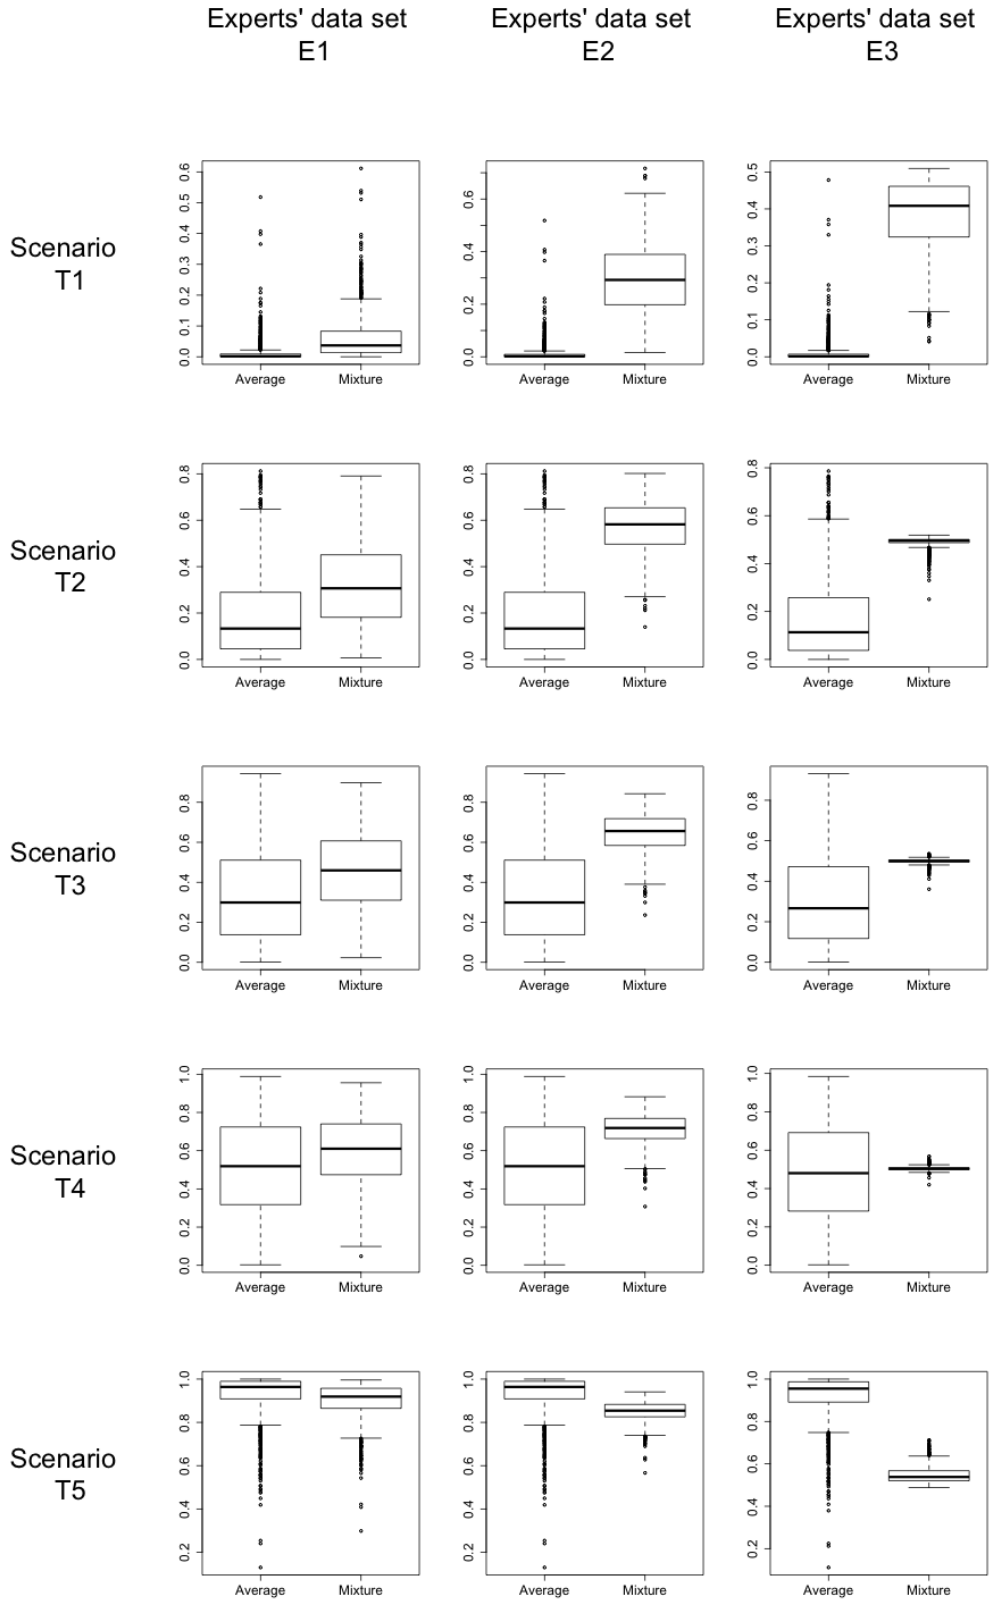 Experts' data set
E1
Experts' data set
E2
Experts' data set
E3
Scenario
T1
0.0 0.1 0.2 0.3 0.4 0.5 0.6
Average Mixture
0.0 0.2 0.4 0.6
Average Mixture
0.0 0.1 0.2 0.3 0.4 0.5
Average Mixture
Scenario
T2
0.0 0.2 0.4 0.6 0.8
Average Mixture
0.0 0.2 0.4 0.6 0.8
Average Mixture
0.0 0.2 0.4 0.6 0.8
Average Mixture
Scenario
T3
0.0 0.2 0.4 0.6 0.8
Average Mixture
0.0 0.2 0.4 0.6 0.8
Average Mixture
0.0 0.2 0.4 0.6 0.8
Average Mixture
Scenario
T4
0.0 0.2 0.4 0.6 0.8 1.0
Average Mixture
0.0 0.2 0.4 0.6 0.8 1.0
Average Mixture
0.0 0.2 0.4 0.6 0.8 1.0
Average Mixture
Scenario
T5
0.2 0.4 0.6 0.8 1.0
Average Mixture
0.2 0.4 0.6 0.8 1.0
Average Mixture
0.2 0.4 0.6 0.8 1.0
Average Mixture